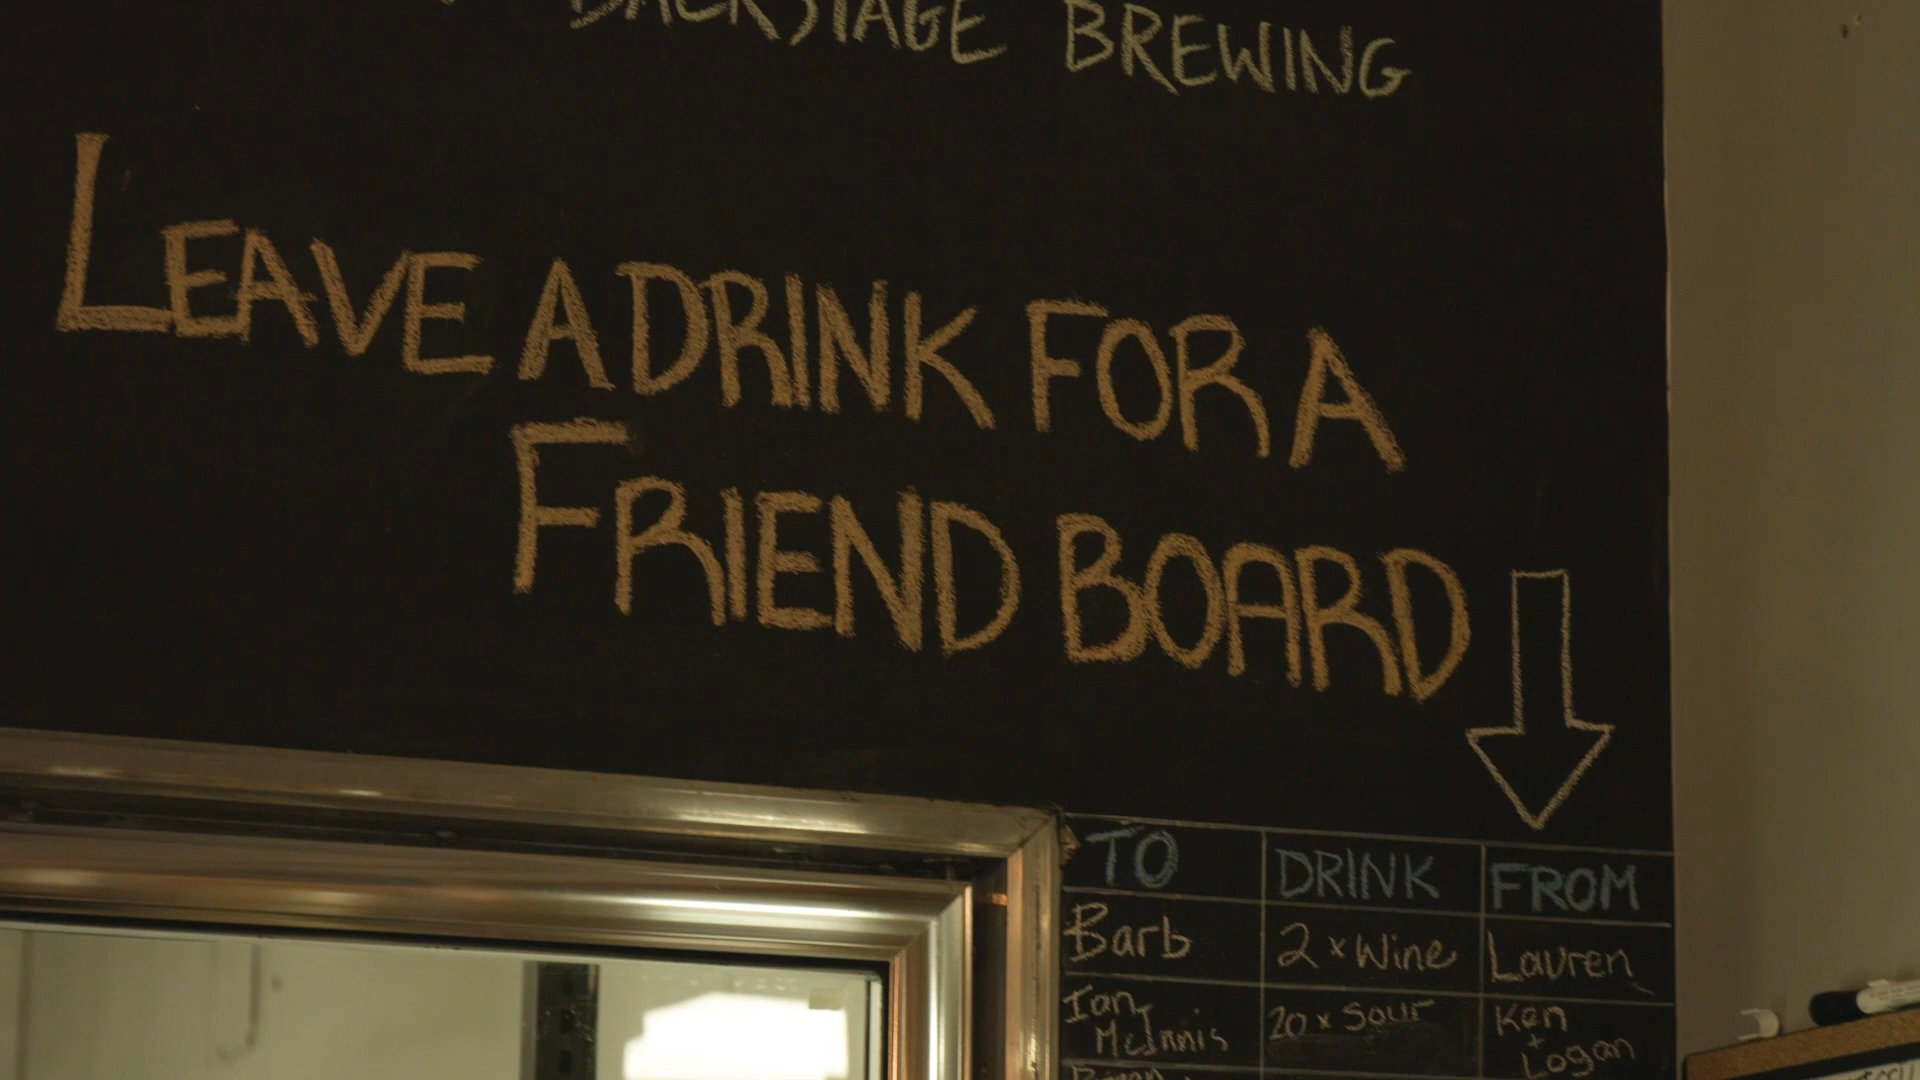 BACKSTAGE BREWING
LEAVE A DRINK FOR A
FRIEND BOARD
TO DRINK FROM
Barb 2 x Wine Lauren
Ian McInnis 20 x Sour Ken + Logan